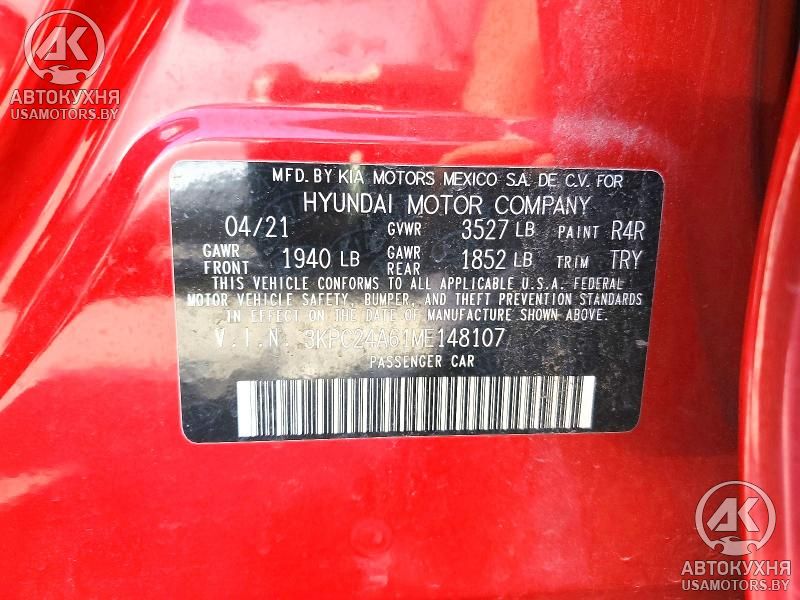 AK
АВТОКУХНЯ
USAMOTORS.BY
MFD. BY KIA MOTORS MEXICO S.A. DE C.V. FOR
HYUNDAI MOTOR COMPANY
04/21 GVWR 3527 LB PAINT R4R
GAWR FRONT 1940 LB GAWR REAR 1852 LB TRIM TRY
THIS VEHICLE CONFORMS TO ALL APPLICABLE U.S.A. FEDERAL
MOTOR VEHICLE SAFETY, BUMPER, AND THEFT PREVENTION STANDARDS
IN EFFECT ON THE DATE OF MANUFACTURE SHOWN ABOVE.
V.I.N. 3KPC24A61ME148107
PASSENGER CAR
AK
АВТОКУХНЯ
USAMOTORS.BY